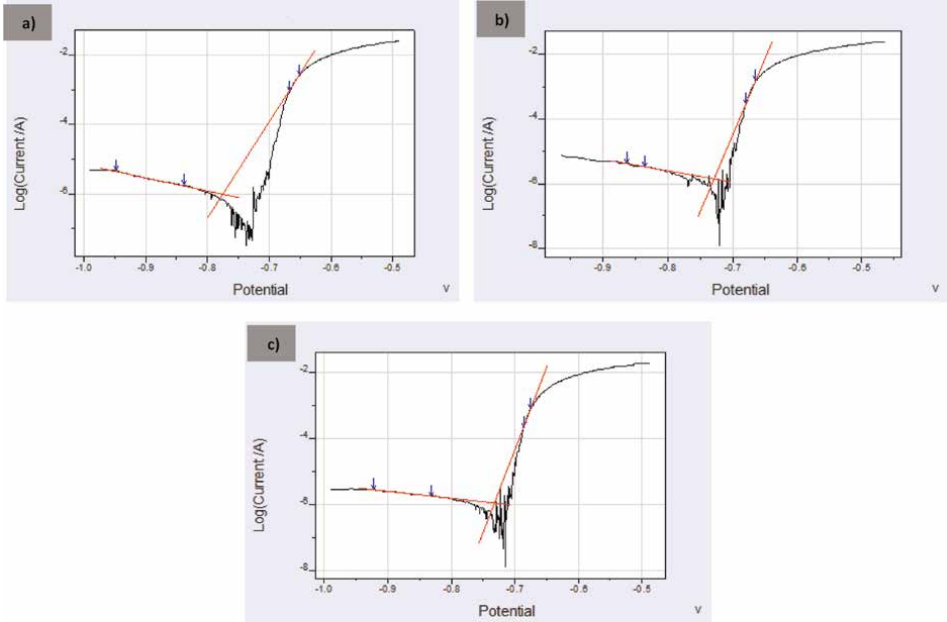 a)
Log(Current /A)
-2
-4
-6
-1.0 -0.9 -0.8 -0.7 -0.6 -0.5
Potential
v
b)
Log(Current /A)
-2
-4
-6
-8
-0.9 -0.8 -0.7 -0.6 -0.5
Potential
v
c)
Log(Current /A)
-2
-4
-6
-8
-1.0 -0.9 -0.8 -0.7 -0.6 -0.5
Potential
v